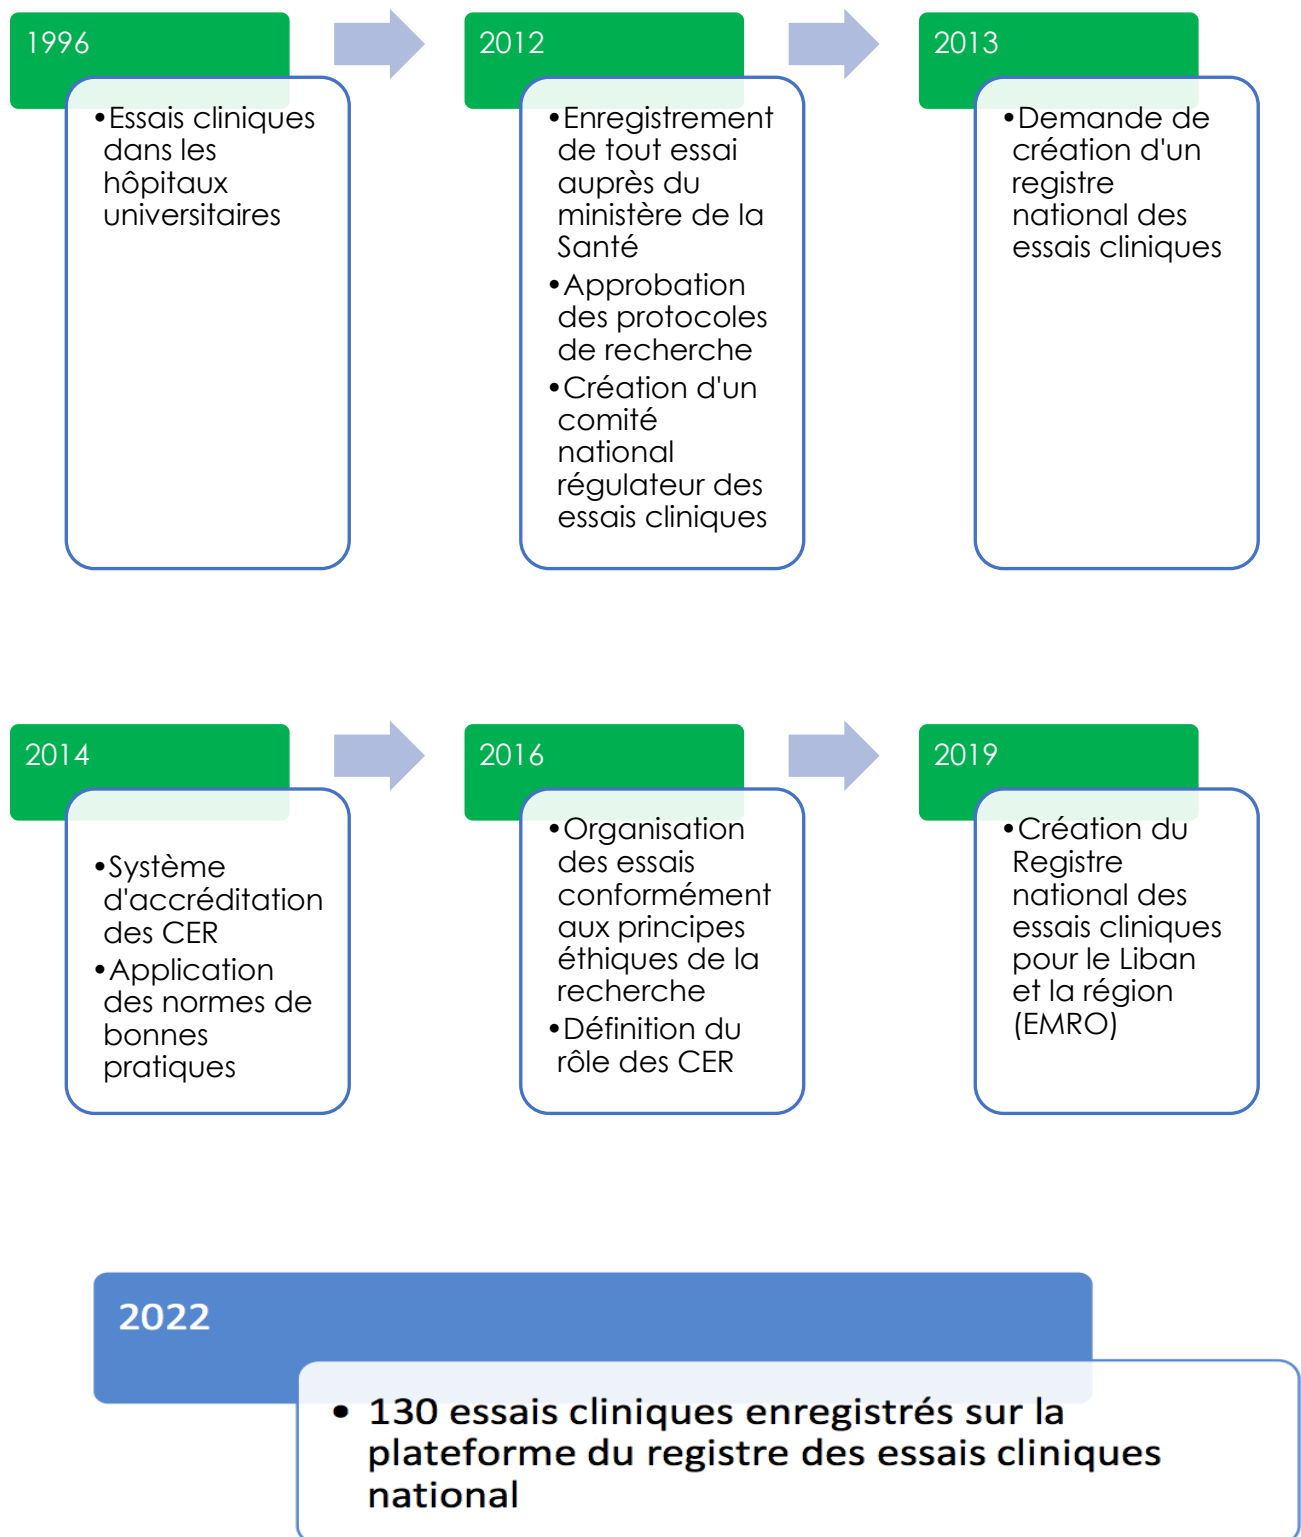 1996
•Essais cliniques
dans les
hôpitaux
universitaires
2012
•Enregistrement
de tout essai
auprès du
ministère de la
Santé
•Approbation
des protocoles
de recherche
•Création d'un
comité
national
régulateur des
essais cliniques
2013
•Demande de
création d'un
registre
national des
essais cliniques
2014
•Système
d'accréditation
des CER
•Application
des normes de
bonnes
pratiques
2016
•Organisation
des essais
conformément
aux principes
éthiques de la
recherche
•Définition du
rôle des CER
2019
•Création du
Registre
national des
essais cliniques
pour le Liban
et la région
(EMRO)
2022
• 130 essais cliniques enregistrés sur la
plateforme du registre des essais cliniques
national